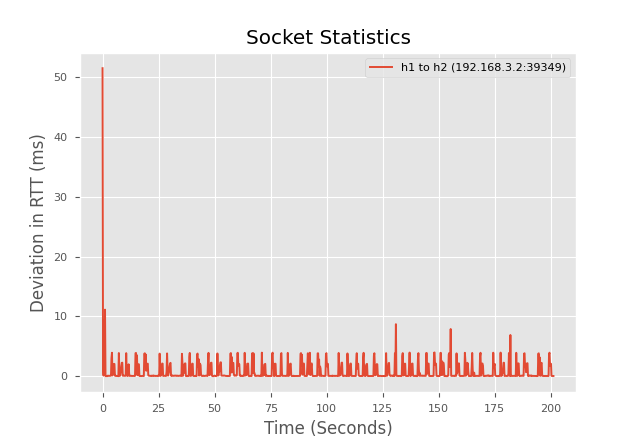 Socket Statistics
h1 to h2 (192.168.3.2:39349)
Deviation in RTT (ms)
50
40
30
20
10
0
0 25 50 75 100 125 150 175 200
Time (Seconds)